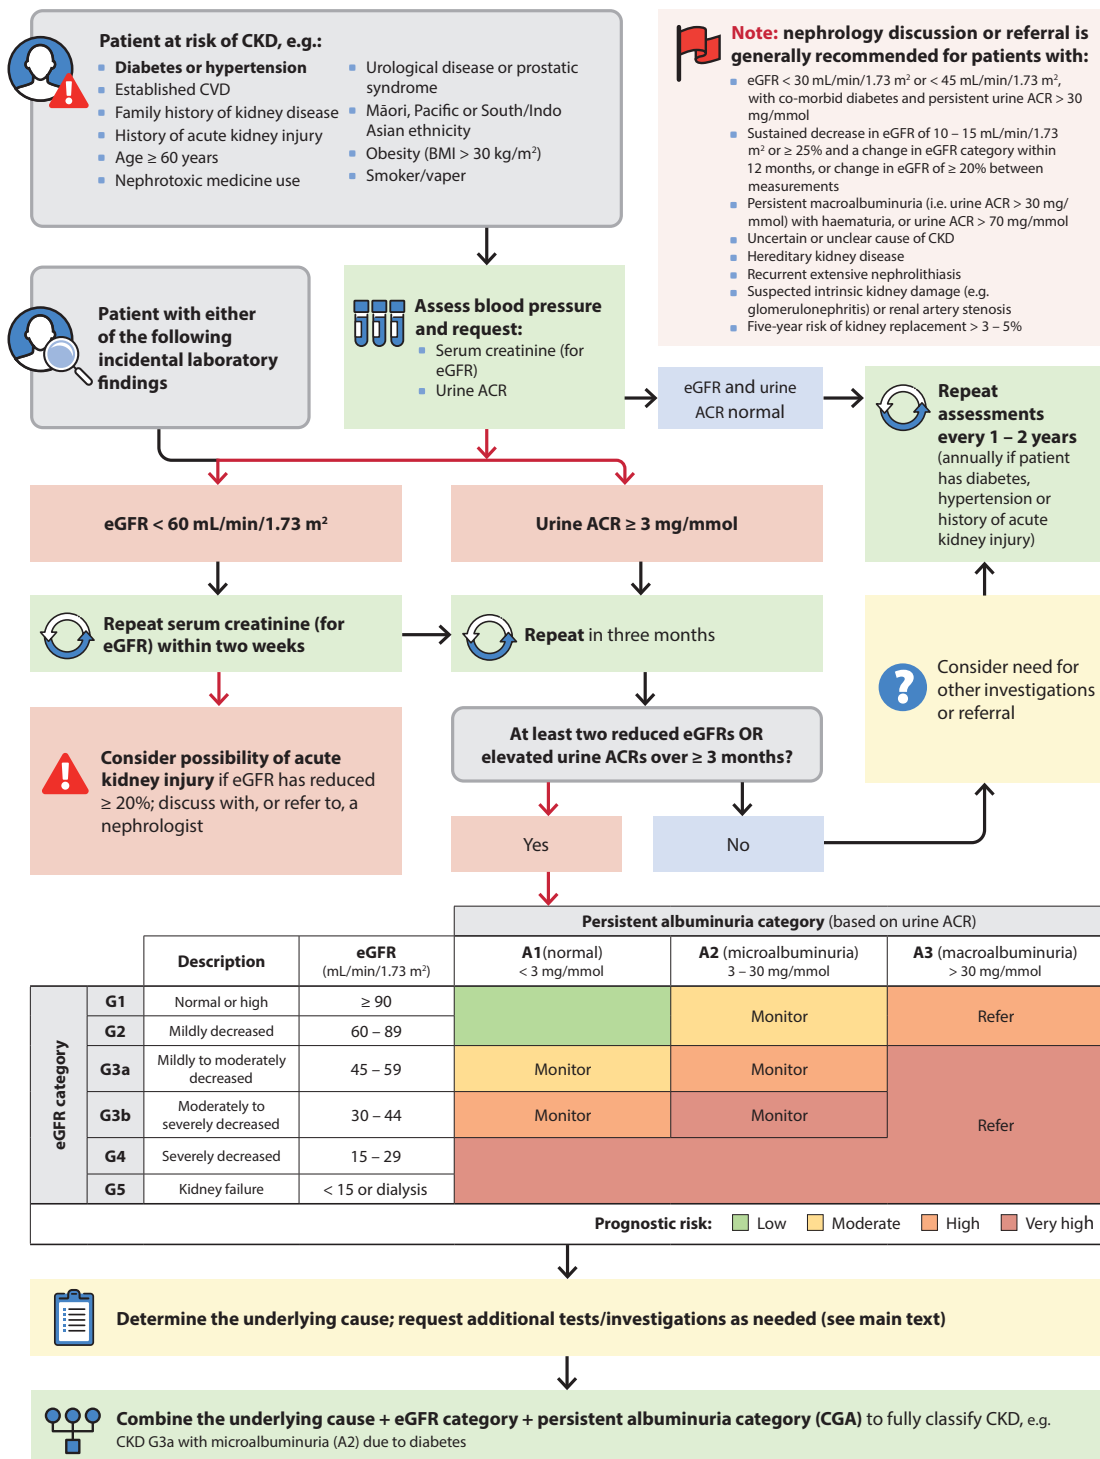 Patient at risk of CKD, e.g.:
Diabetes or hypertension
Established CVD
Family history of kidney disease
History of acute kidney injury
Age ≥ 60 years
Nephrotoxic medicine use
Urological disease or prostatic
syndrome
Māori, Pacific or South/Indo
Asian ethnicity
Obesity (BMI > 30 kg/m²)
Smoker/vaper
Note: nephrology discussion or referral is
generally recommended for patients with:
eGFR < 30 mL/min/1.73 m² or < 45 mL/min/1.73 m²,
with co-morbid diabetes and persistent urine ACR > 30
mg/mmol
Sustained decrease in eGFR of 10 – 15 mL/min/1.73
m² or ≥ 25% and a change in eGFR category within
12 months, or change in eGFR of ≥ 20% between
measurements
Persistent macroalbuminuria (i.e. urine ACR > 30 mg/
mmol) with haematuria, or urine ACR > 70 mg/mmol
Uncertain or unclear cause of CKD
Hereditary kidney disease
Recurrent extensive nephrolithiasis
Suspected intrinsic kidney damage (e.g.
glomerulonephritis) or renal artery stenosis
Five-year risk of kidney replacement > 3 – 5%
Patient with either
of the following
incidental laboratory
findings
Assess blood pressure
and request:
Serum creatinine (for
eGFR)
Urine ACR
eGFR and urine
ACR normal
Repeat
assessments
every 1 – 2 years
(annually if patient
has diabetes,
hypertension or
history of acute
kidney injury)
eGFR < 60 mL/min/1.73 m²
Urine ACR ≥ 3 mg/mmol
Repeat serum creatinine (for
eGFR) within two weeks
Repeat in three months
?
Consider need for
other investigations
or referral
Consider possibility of acute
kidney injury if eGFR has reduced
≥ 20%; discuss with, or refer to, a
nephrologist
At least two reduced eGFRs OR
elevated urine ACRs over ≥ 3 months?
Yes
No
Persistent albuminuria category (based on urine ACR)
Description
eGFR
(mL/min/1.73 m²)
A1(normal)
< 3 mg/mmol
A2 (microalbuminuria)
3 – 30 mg/mmol
A3 (macroalbuminuria)
> 30 mg/mmol
eGFR category
G1
Normal or high
≥ 90
Monitor
Refer
G2
Mildly decreased
60 – 89
G3a
Mildly to moderately
decreased
45 – 59
Monitor
Monitor
G3b
Moderately to
severely decreased
30 – 44
Monitor
Monitor
Refer
G4
Severely decreased
15 – 29
G5
Kidney failure
< 15 or dialysis
Prognostic risk: Low Moderate High Very high
Determine the underlying cause; request additional tests/investigations as needed (see main text)
Combine the underlying cause + eGFR category + persistent albuminuria category (CGA) to fully classify CKD, e.g.
CKD G3a with microalbuminuria (A2) due to diabetes